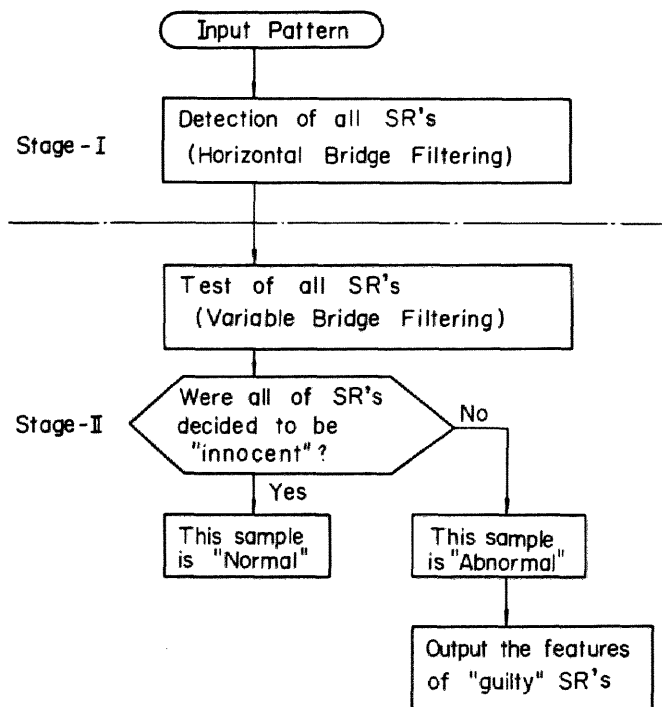 Input Pattern
Stage-I
Detection of all SR's
(Horizontal Bridge Filtering)
Test of all SR's
(Variable Bridge Filtering)
Stage-II
Were all of SR's
decided to be
"innocent"?
No
Yes
This sample
is "Normal"
This sample
is "Abnormal"
Output the features
of "guilty" SR's